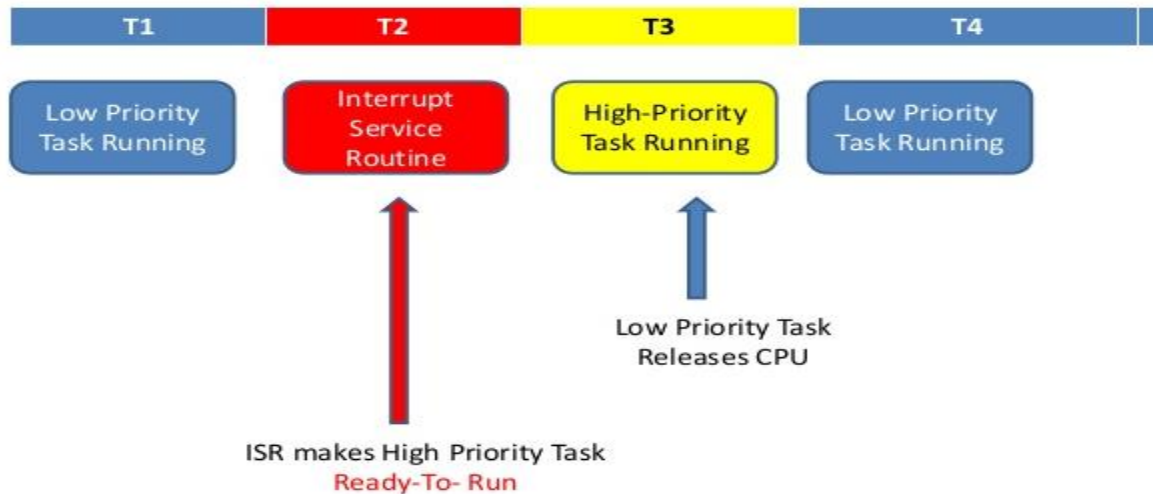 T1 T2 T3 T4
Low Priority
Task Running
Interrupt
Service
Routine
High-Priority
Task Running
Low Priority
Task Running
Low Priority Task
Releases CPU
ISR makes High Priority Task
Ready-To- Run